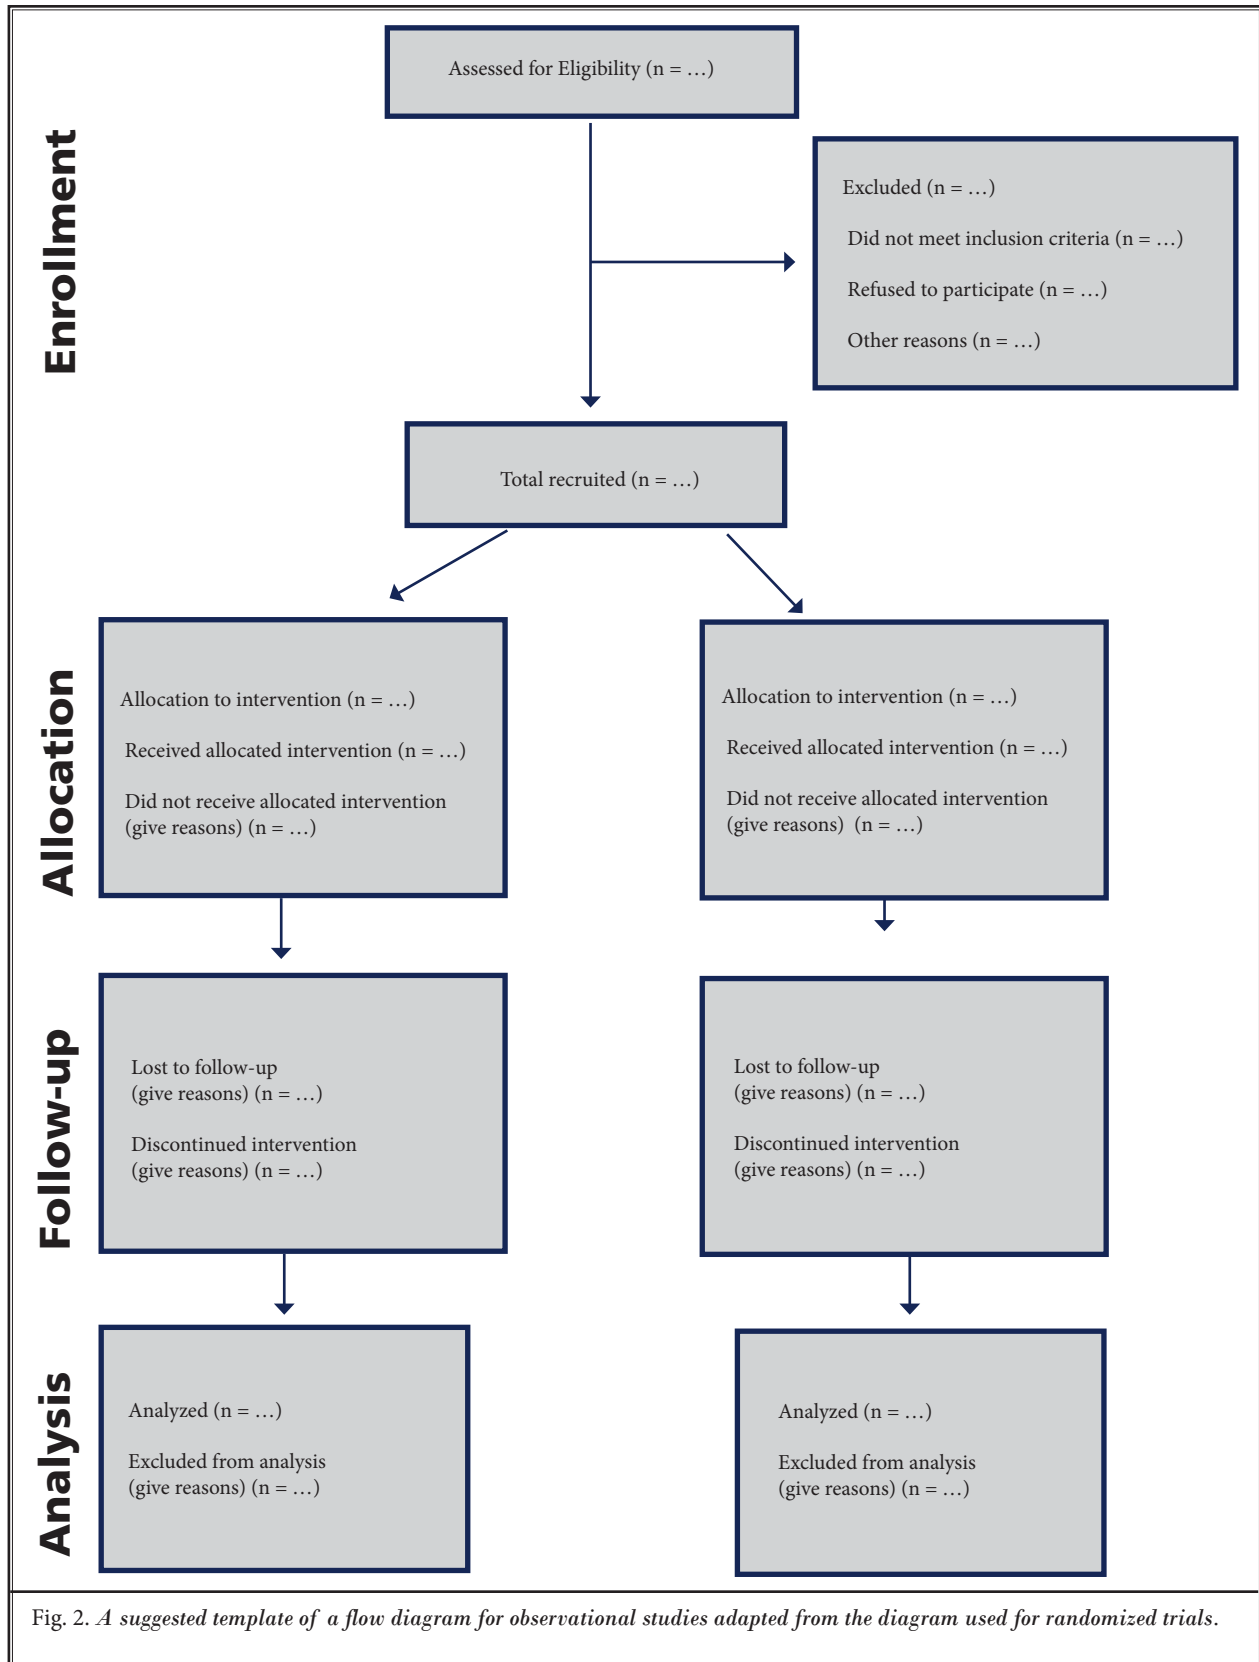 Enrollment
Assessed for Eligibility (n = …)
Excluded (n = …)
Did not meet inclusion criteria (n = …)
Refused to participate (n = …)
Other reasons (n = …)
Total recruited (n = …)
Allocation
Allocation to intervention (n = …)
Received allocated intervention (n = …)
Did not receive allocated intervention
(give reasons) (n = …)
Allocation to intervention (n = …)
Received allocated intervention (n = …)
Did not receive allocated intervention
(give reasons) (n = …)
Follow-up
Lost to follow-up
(give reasons) (n = …)
Discontinued intervention
(give reasons) (n = …)
Lost to follow-up
(give reasons) (n = …)
Discontinued intervention
(give reasons) (n = …)
Analysis
Analyzed (n = …)
Excluded from analysis
(give reasons) (n = …)
Analyzed (n = …)
Excluded from analysis
(give reasons) (n = …)
Fig. 2. A suggested template of a flow diagram for observational studies adapted from the diagram used for randomized trials.